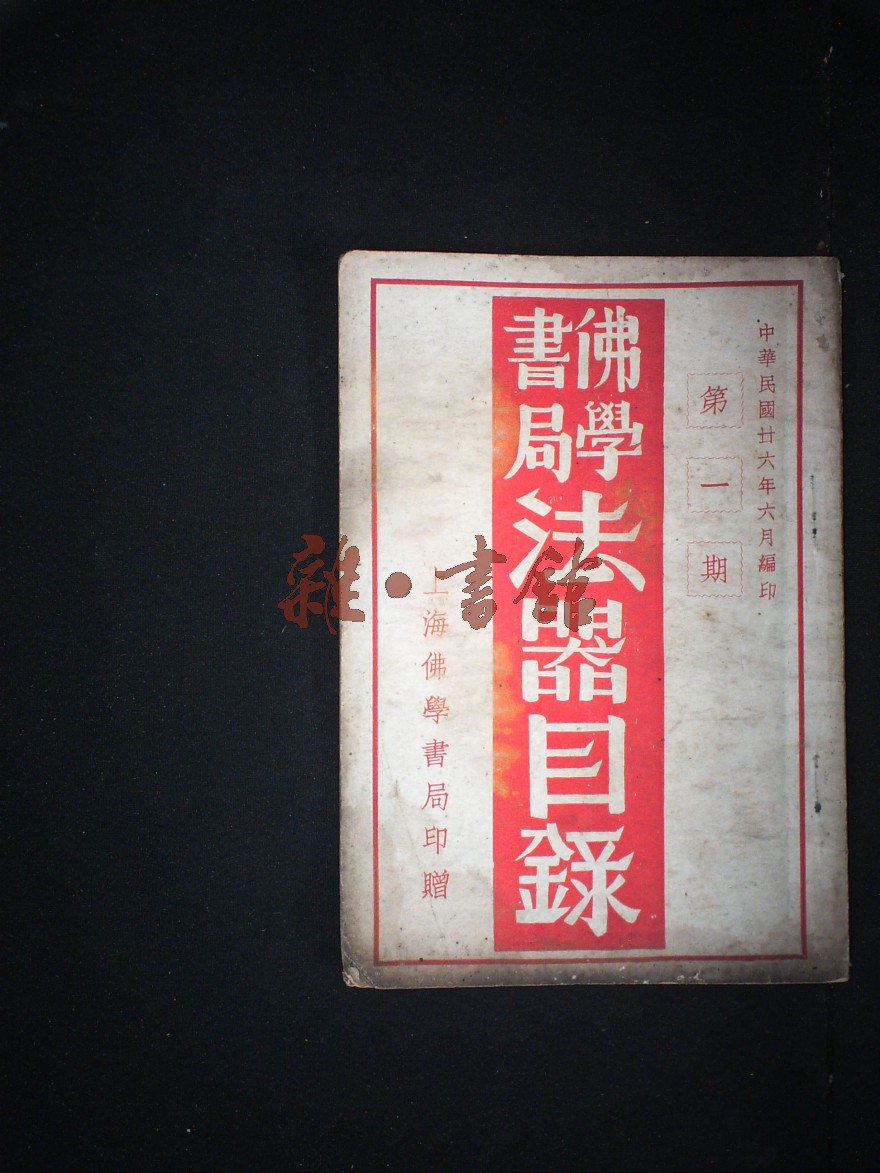 中華民國廿六年六月編印
第一期
佛學
書局
法器目錄
上海佛學書局印贈
雜·書館